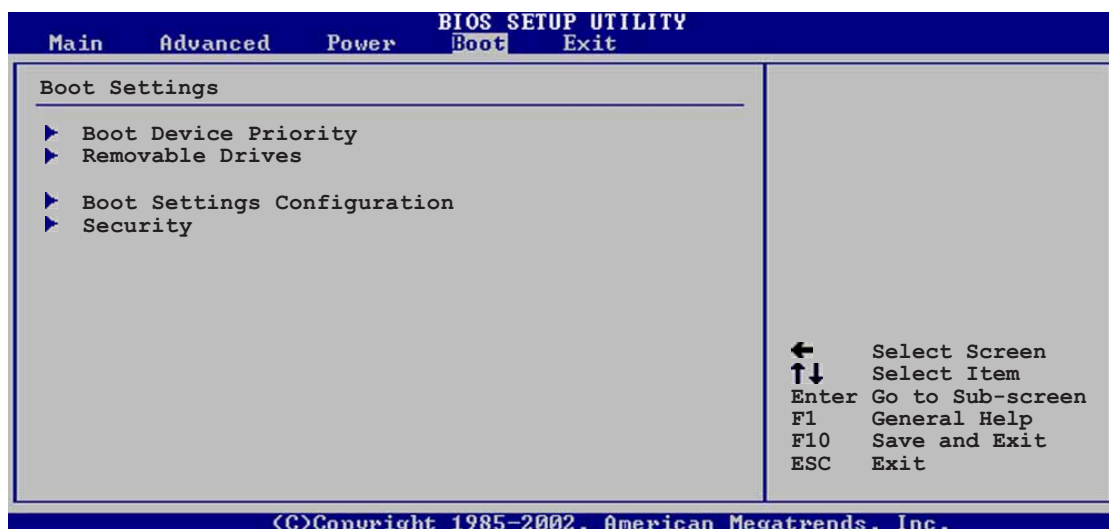 BIOS SETUP UTILITY
Main Advanced Power Boot Exit
Boot Settings
Boot Device Priority
Removable Drives
Boot Settings Configuration
Security
← Select Screen
↑↓ Select Item
Enter Go to Sub-screen
F1 General Help
F10 Save and Exit
ESC Exit
(C)Copyright 1985-2002, American Megatrends, Inc.